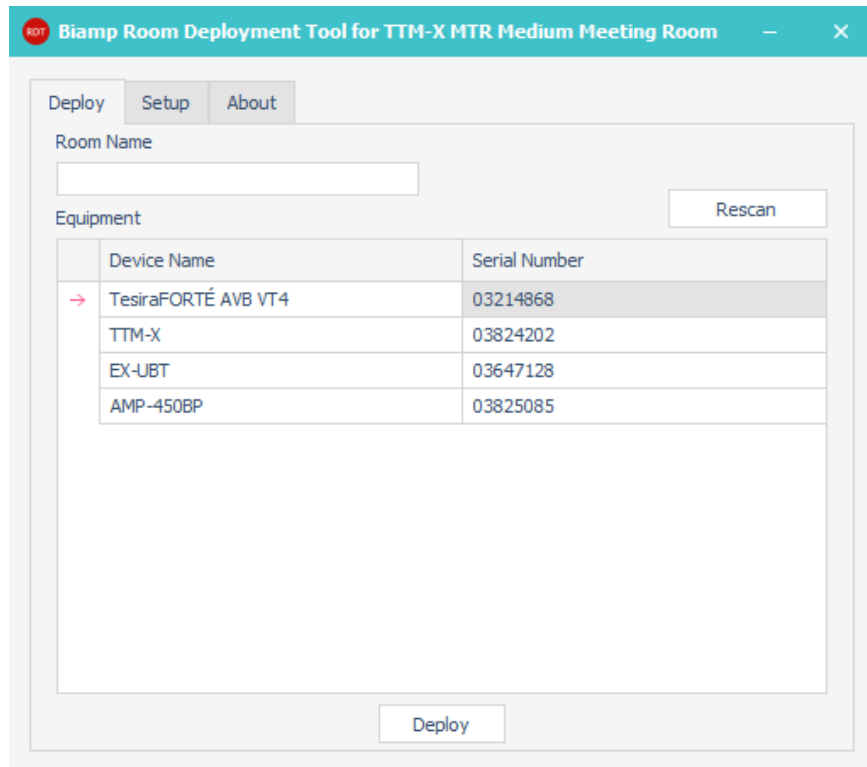 RDT Biamp Room Deployment Tool for TTM-X MTR Medium Meeting Room
Deploy Setup About
Room Name
Rescan
Equipment
Device Name Serial Number
TesiraFORTÉ AVB VT4 03214868
TTM-X 03824202
EX-UBT 03647128
AMP-450BP 03825085
Deploy